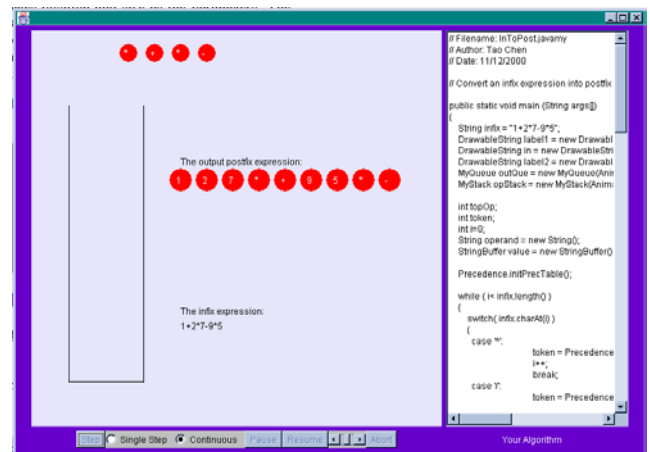 * + * -
The output postfix expression:
1 2 7 * + 9 5 * -
The infix expression:
1+2*7-9*5
// Filename: InToPost.javamy
// Author: Tao Chen
// Date: 11/12/2000
// Convert an infix expression into postfix
public static void main (String args[])
{
String infix = "1+2*7-9*5";
DrawableString label1 = new Drawabl
DrawableString in = new DrawableStri
DrawableString label2 = new Drawabl
MyQueue outQue = new MyQueue(Anir
MyStack opStack = new MyStack(Anim
int topOp;
int token;
int i=0;
String operand = new String();
StringBuffer value = new StringBuffer()
Precedence.initPrecTable();
while ( i< infix.length() )
{
switch( infix.charAt(i) )
{
case '^':
token = Precedence
i++;
break;
case '/':
token = Precedence
Step Single Step Continuous Pause Resume Abort
Your Algorithm